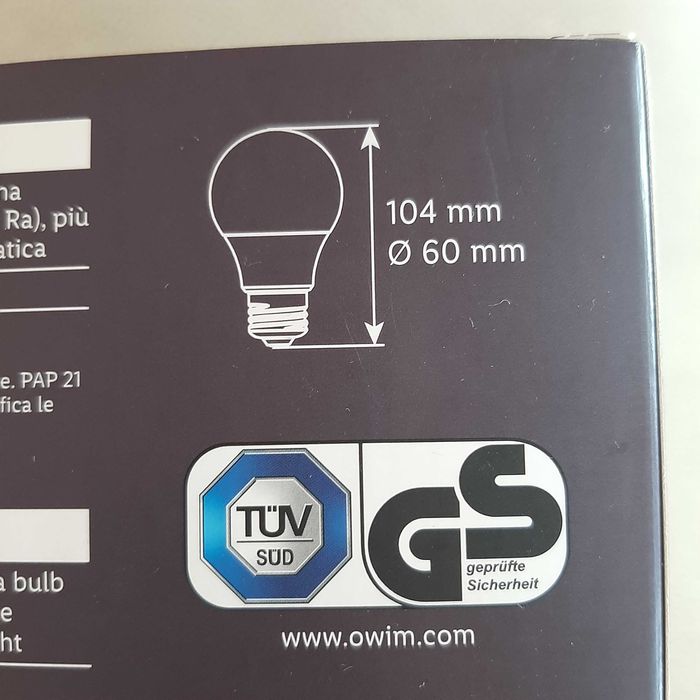 na
Ra), più
atica
104 mm
Ø 60 mm
e. PAP 21
fica le
TÜV
SÜD
GS
geprüfte
Sicherheit
a bulb
e
ht
www.owim.com